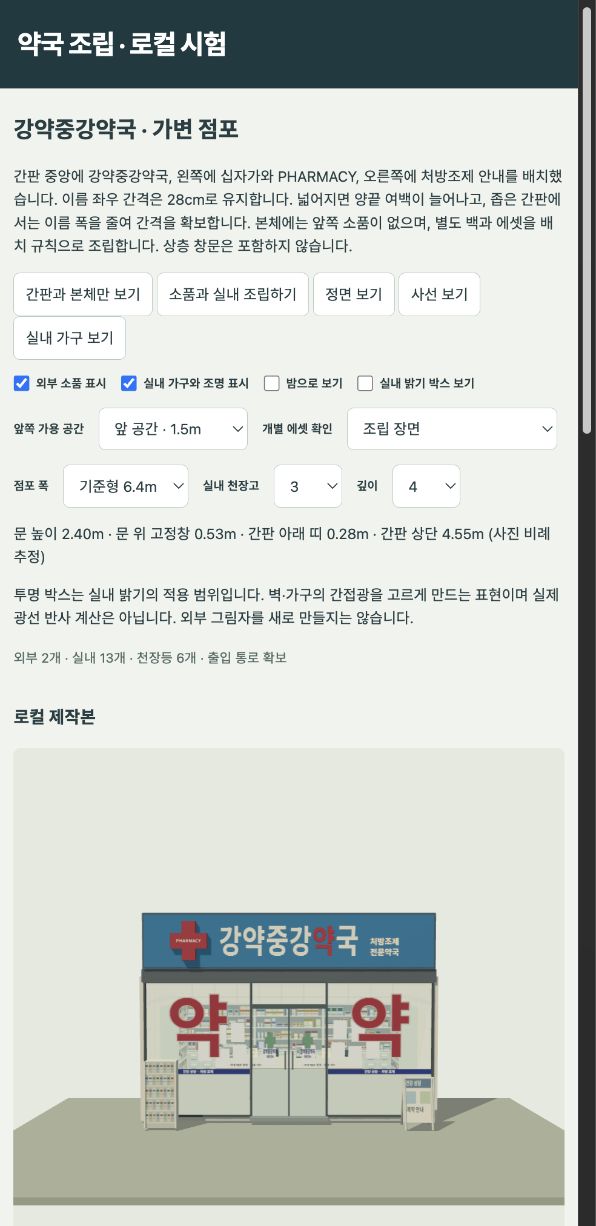 약국 조립 · 로컬 시험
강약중강약국 · 가변 점포
간판 중앙에 강약중강약국, 왼쪽에 십자가와 PHARMACY, 오른쪽에 처방조제 안내를 배치했
습니다. 이름 좌우 간격은 28cm로 유지합니다. 넓어지면 양끝 여백이 늘어나고, 좁은 간판에
서는 이름 폭을 줄여 간격을 확보합니다. 본체에는 앞쪽 소품이 없으며, 별도 백과 에셋을 배
치 규칙으로 조립합니다. 상층 창문은 포함하지 않습니다.
간판과 본체만 보기
소품과 실내 조립하기
정면 보기
사선 보기
실내 가구 보기
외부 소품 표시
실내 가구와 조명 표시
밤으로 보기
실내 밝기 박스 보기
앞쪽 가용 공간
앞 공간 · 1.5m
개별 에셋 확인
조립 장면
점포 폭
기준형 6.4m
실내 천장고
3
깊이
4
문 높이 2.40m · 문 위 고정창 0.53m · 간판 아래 띠 0.28m · 간판 상단 4.55m (사진 비례
추정)
투명 박스는 실내 밝기의 적용 범위입니다. 벽·가구의 간접광을 고르게 만드는 표현이며 실제
광선 반사 계산은 아닙니다. 외부 그림자를 새로 만들지는 않습니다.
외부 2개 · 실내 13개 · 천장등 6개 · 출입 통로 확보
로컬 제작본
PHARMACY
강약중강약국
처방조제
전문약국
약
약